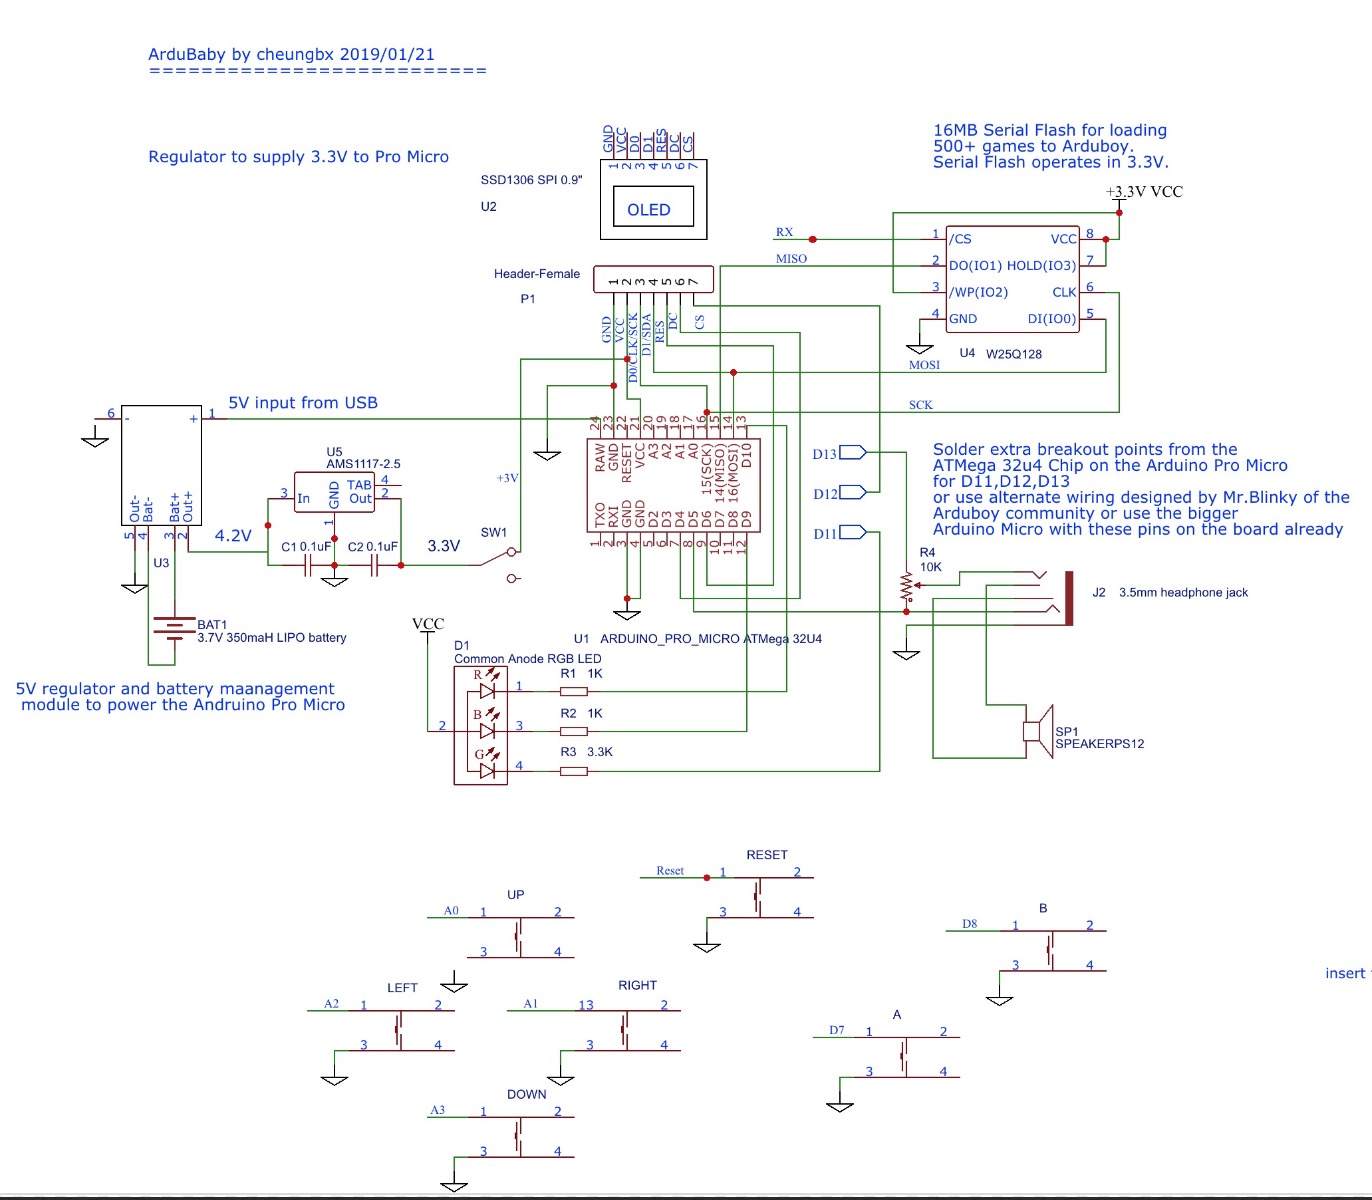 ArduBaby by cheungbx 2019/01/21
============================
Regulator to supply 3.3V to Pro Micro
GND
VCC
D0
D1
RES
DC
CS
1
2
3
4
5
6
7
SSD1306 SPI 0.9"
U2
OLED
16MB Serial Flash for loading
500+ games to Arduboy.
Serial Flash operates in 3.3V.
+3.3V VCC
RX
MISO
1
/CS
VCC
8
2
DO(IO1)
HOLD(IO3)
7
3
/WP(IO2)
CLK
6
4
GND
DI(IO0)
5
U4
W25Q128
MOSI
SCK
Header-Female
P1
1
2
3
4
5
6
7
GND
VCC
D0/CLK/SCK
D1/SDA
RES
DC
CS
5V input from USB
6
-
+
1
Out-
Bat-
Bat+
Out+
5
4
3
2
U3
4.2V
U5
AMS1117-2.5
3
In
GND
TAB
4
Out
2
1
C1 0.1uF
C2 0.1uF
3.3V
SW1
+3V
BAT1
3.7V 350maH LIPO battery
5V regulator and battery maanagement
module to power the Andruino Pro Micro
24
23
22
21
20
19
18
17
16
15
14
13
RAW
GND
RESET
VCC
A3
A2
A1
A0
15(SCK)
14(MISO)
16(MOSI)
D10
TXO
RXI
GND
GND
D2
D3
D4
D5
D6
D7
D8
D9
1
2
3
4
5
6
7
8
9
10
11
12
U1
ARDUINO_PRO_MICRO ATMega 32U4
D13
D12
D11
Solder extra breakout points from the
ATMega 32u4 Chip on the Arduino Pro Micro
for D11,D12,D13
or use alternate wiring designed by Mr.Blinky of the
Arduboy community or use the bigger
Arduino Micro with these pins on the board already
R4
10K
J2
3.5mm headphone jack
SP1
SPEAKERPS12
VCC
D1
Common Anode RGB LED
R
1
R1 1K
2
B
3
R2 1K
G
4
R3 3.3K
RESET
Reset
1
2
3
4
UP
A0
1
2
3
4
B
D8
1
2
3
4
insert
LEFT
A2
1
2
3
4
RIGHT
A1
13
2
3
4
A
D7
1
2
3
4
DOWN
A3
1
2
3
4